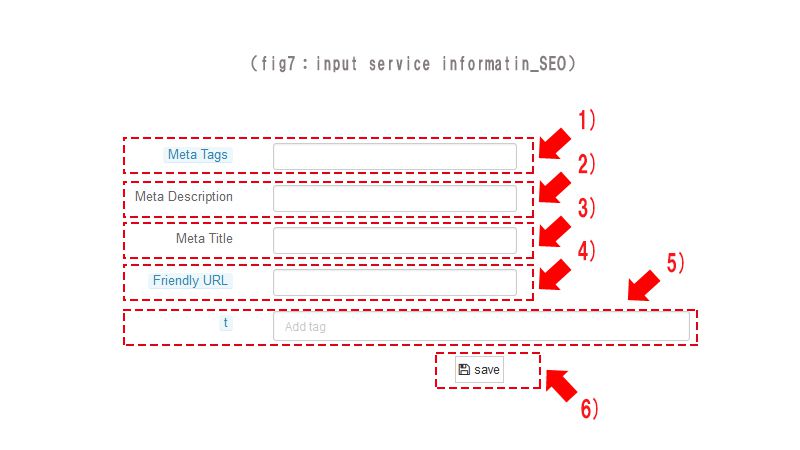 （fig7：input service informatin_SEO）
1)
Meta Tags
2)
Meta Description
3)
Meta Title
4)
Friendly URL
5)
t
Add tag
save
6)